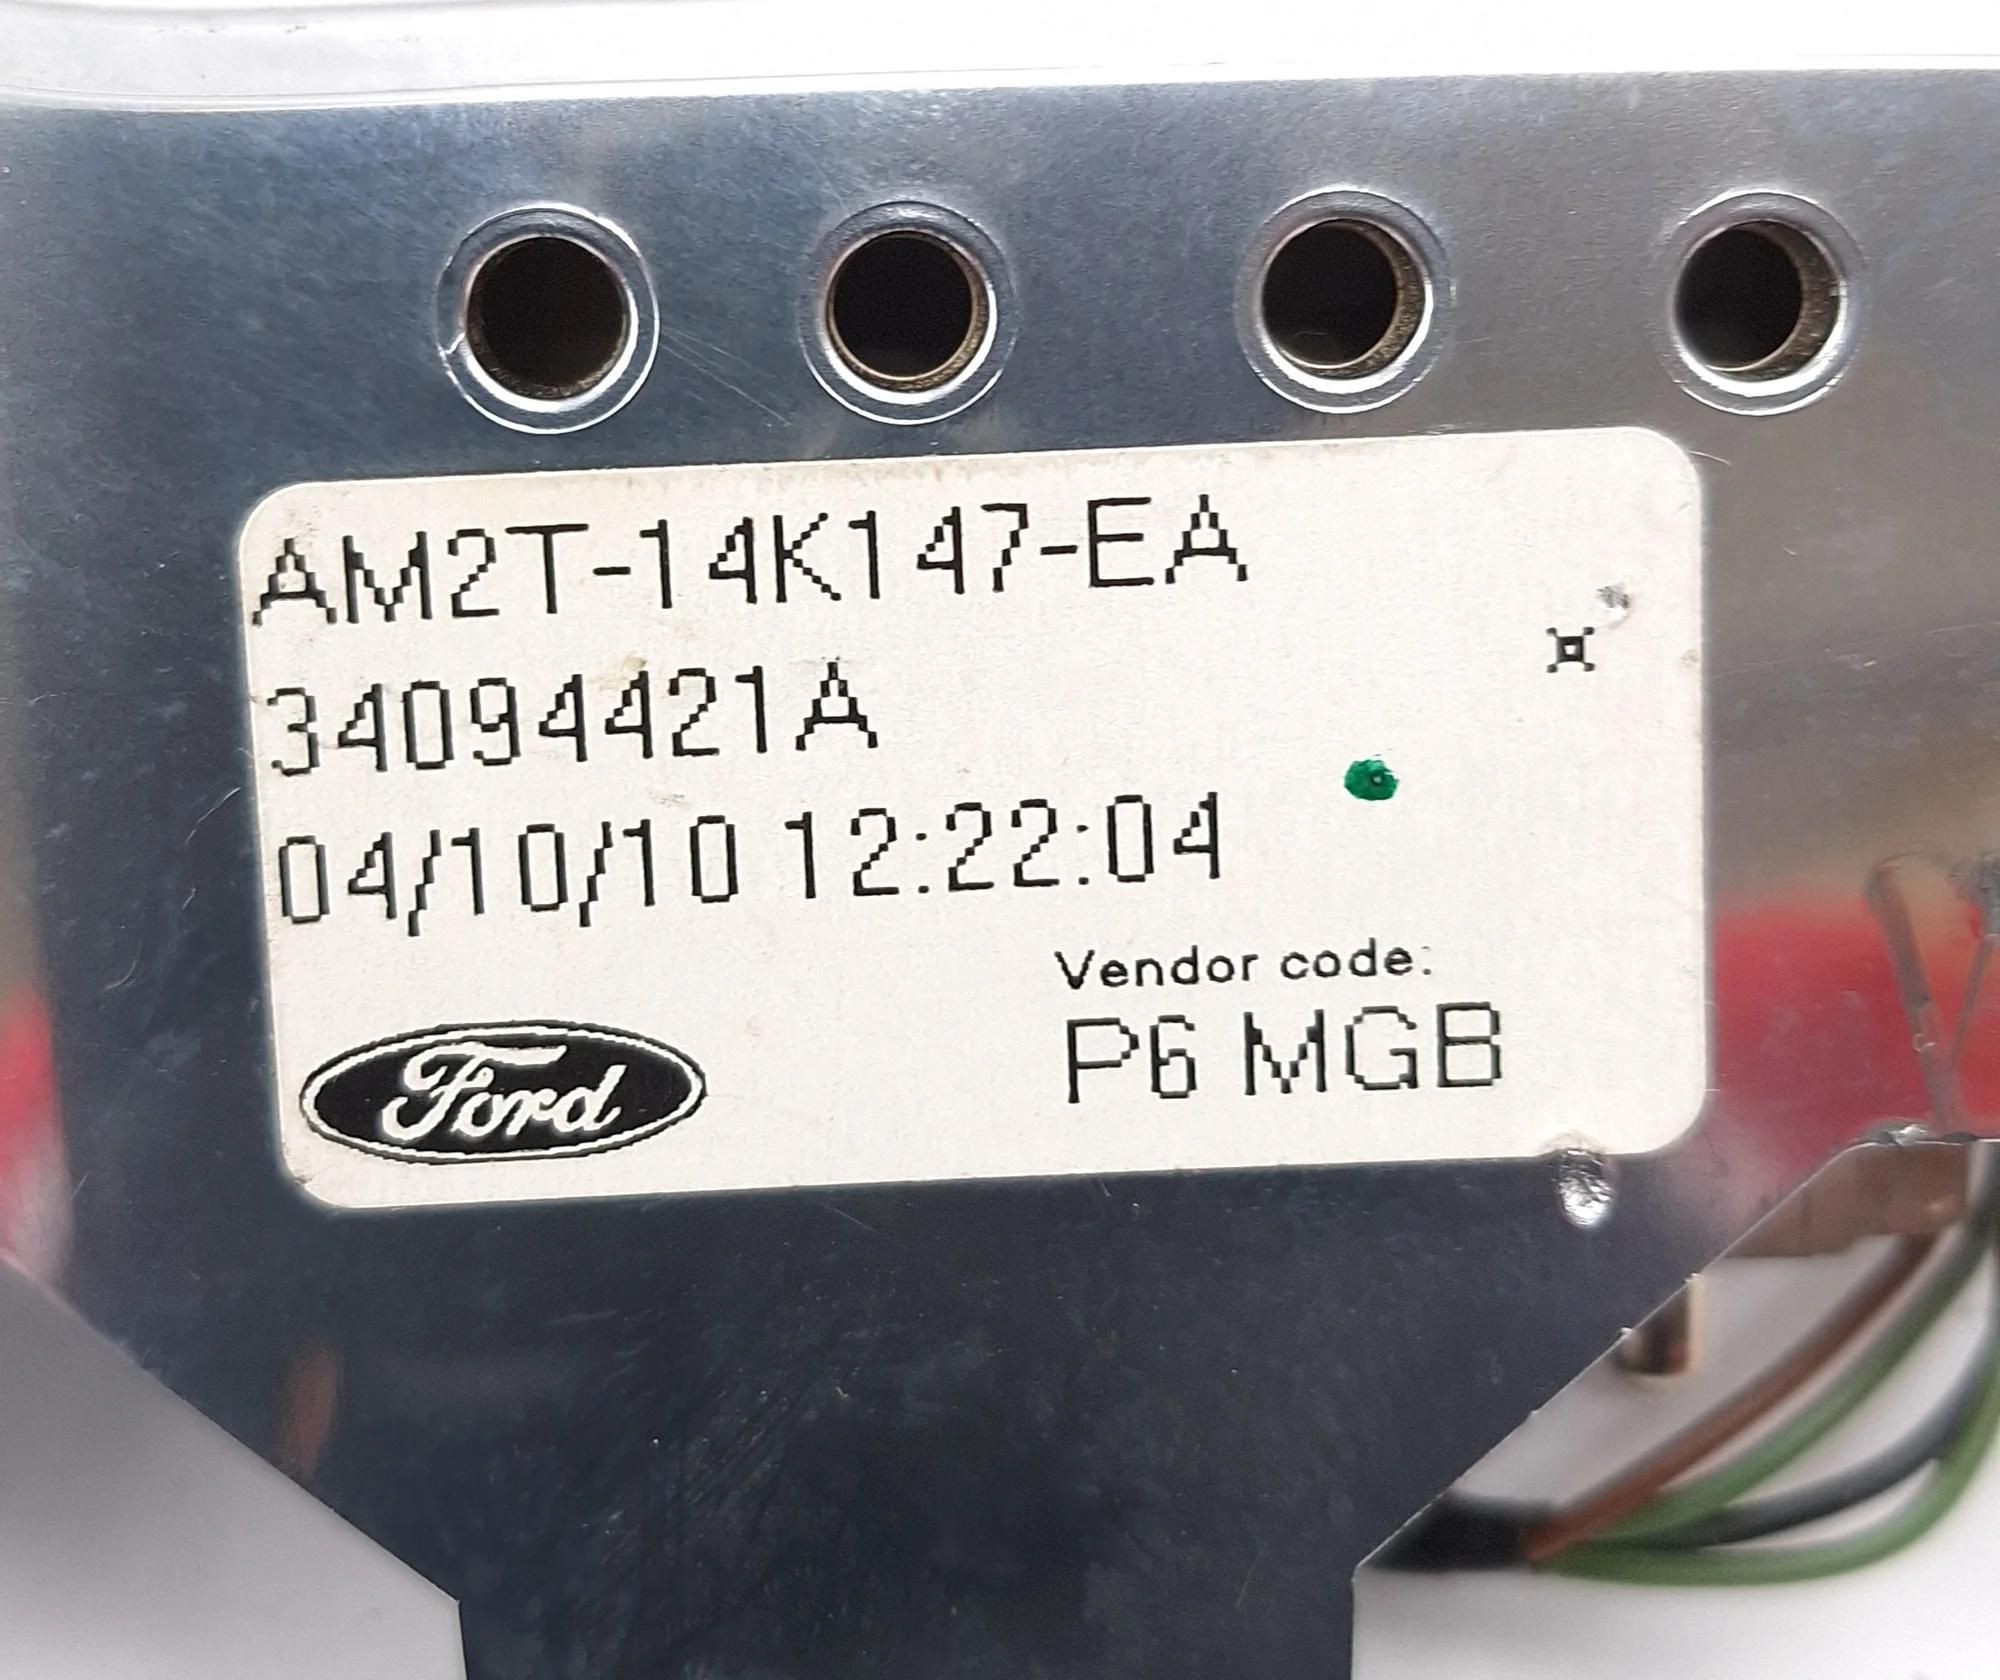 AM2T-14K147-EA
34094421A
04/10/10 12:22:04
Vendor code:
P6 MGB
Ford